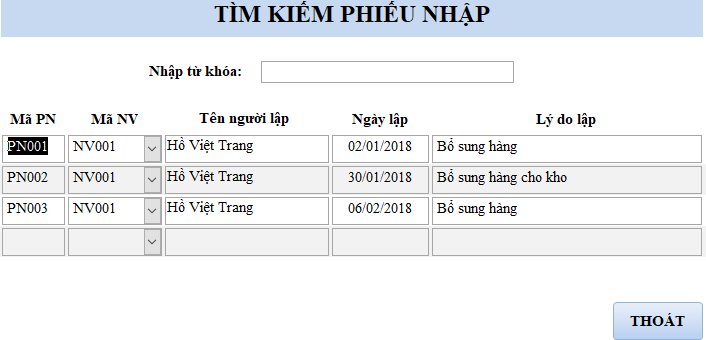 TÌM KIẾM PHIẾU NHẬP
Nhập từ khóa:
Mã PN Mã NV Tên người lập Ngày lập Lý do lập
PN001 NV001 Hồ Việt Trang 02/01/2018 Bổ sung hàng
PN002 NV001 Hồ Việt Trang 30/01/2018 Bổ sung hàng cho kho
PN003 NV001 Hồ Việt Trang 06/02/2018 Bổ sung hàng
THOÁT